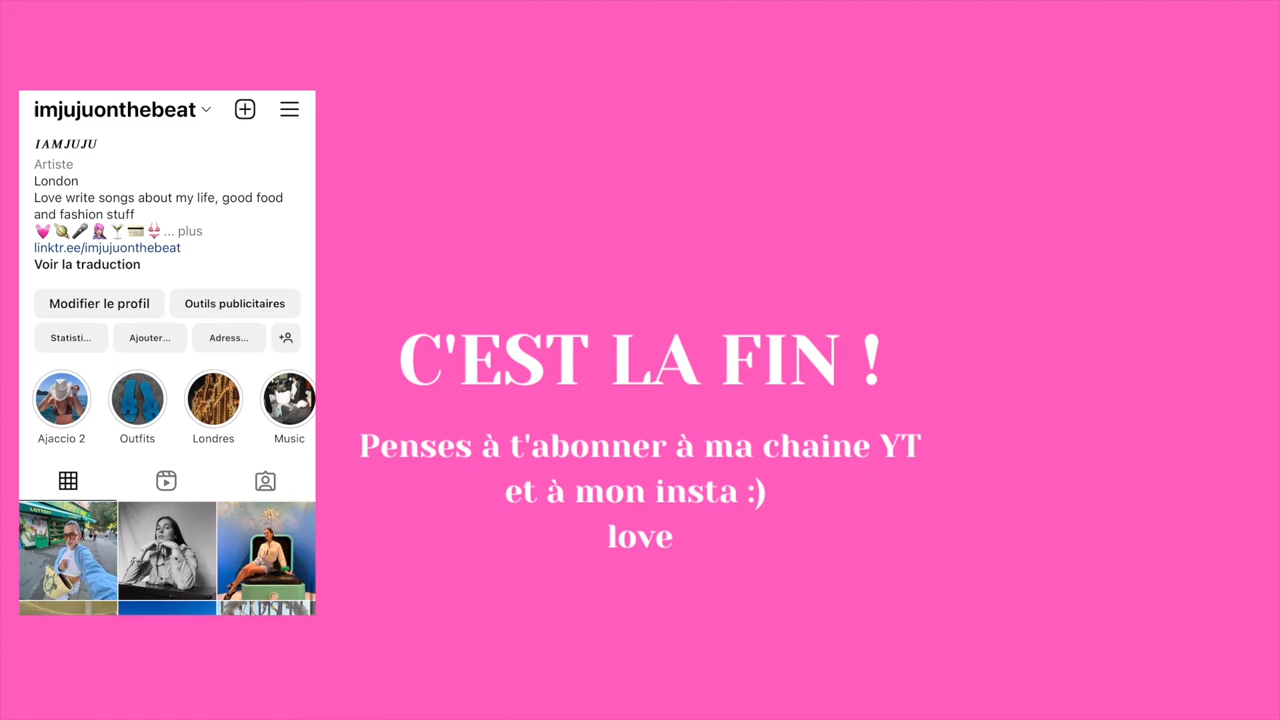 imjujuonthebeat
IAMJUJU
Artiste
London
Love write songs about my life, good food
and fashion stuff
... plus
linktr.ee/imjujuonthebeat
Voir la traduction
Modifier le profil
Outils publicitaires
Statisti...
Ajouter...
Adress...
Ajaccio 2
Outfits
Londres
Music
LOTTERY
C'EST LA FIN !
Penses à t'abonner à ma chaine YT
et à mon insta :)
love